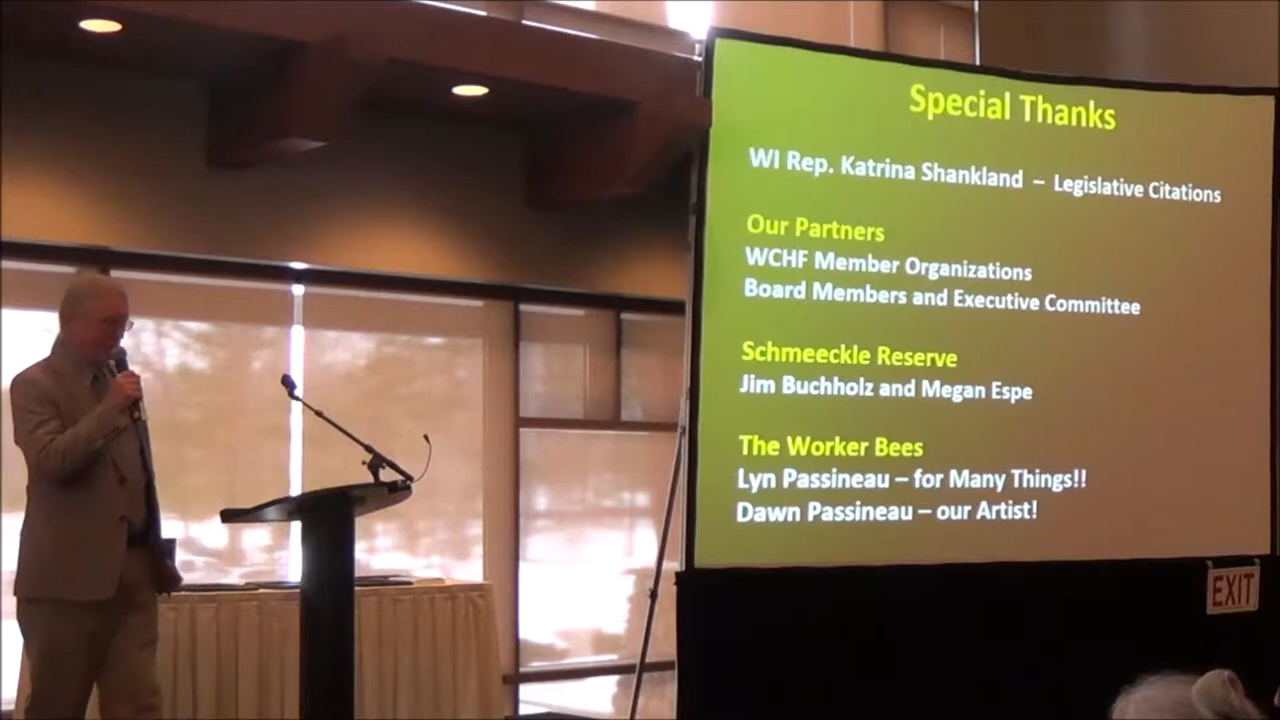 Special Thanks
WI Rep. Katrina Shankland – Legislative Citations
Our Partners
WCHF Member Organizations
Board Members and Executive Committee
Schmeeckle Reserve
Jim Buchholz and Megan Espe
The Worker Bees
Lyn Passineau – for Many Things!!
Dawn Passineau – our Artist!
EXIT